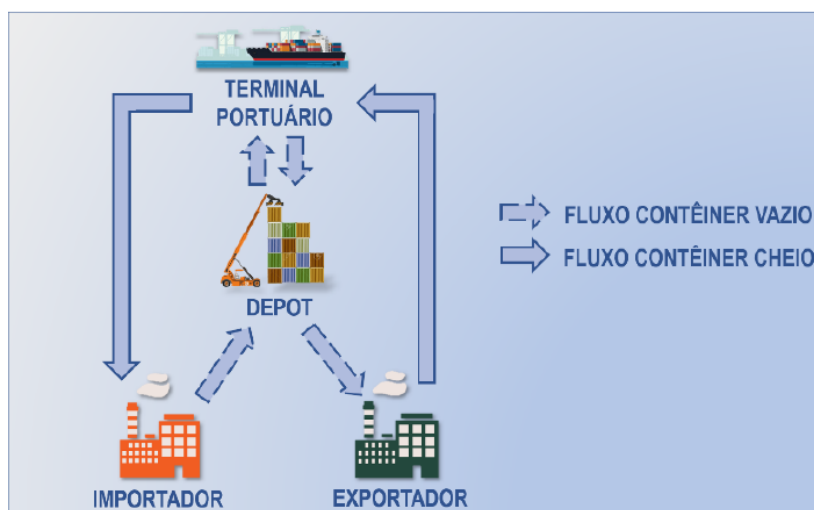 TERMINAL
PORTUÁRIO
FLUXO CONTÊINER VAZIO
FLUXO CONTÊINER CHEIO
DEPOT
IMPORTADOR
EXPORTADOR